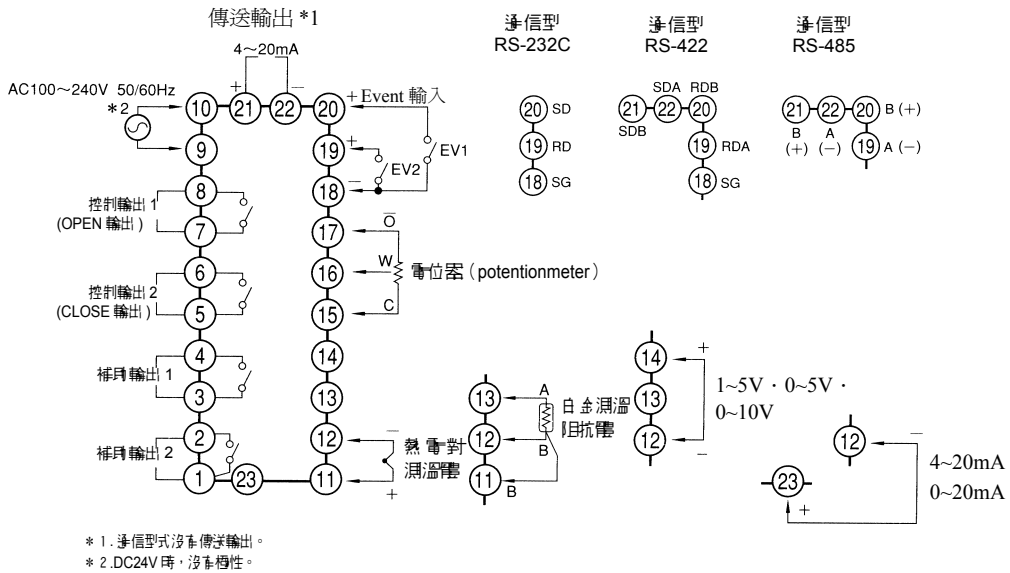 傳送輸出 *1
4～20mA
+ −
AC100～240V 50/60Hz
＊2
10 21 22 20
+ Event 輸入
9
19 +
EV1
EV2
8
18 −
控制輸出 1
(OPEN 輸出)
7
17 O
W
電位器（potentionmeter）
6
16
控制輸出 2
(CLOSE 輸出)
C
5
15
4
14
補助輸出 1
3
13
2
12 −
熱電對
測溫體
補助輸出 2
1 23 11
+
通信型
RS-232C
20 SD
19 RD
18 SG
通信型
RS-422
SDA RDB
21 22 20
SDB
19 RDA
18 SG
通信型
RS-485
21 22 20 B (+)
B A
(+) (−)
19 A (−)
13 A
白金測溫
阻抗體
12
B
11
B
14 +
1~5V · 0~5V ·
0~10V
13
12 −
12 −
4~20mA
0~20mA
23
+
＊1.通信型式沒有傳送輸出。
＊2.DC24V 時，沒有極性。